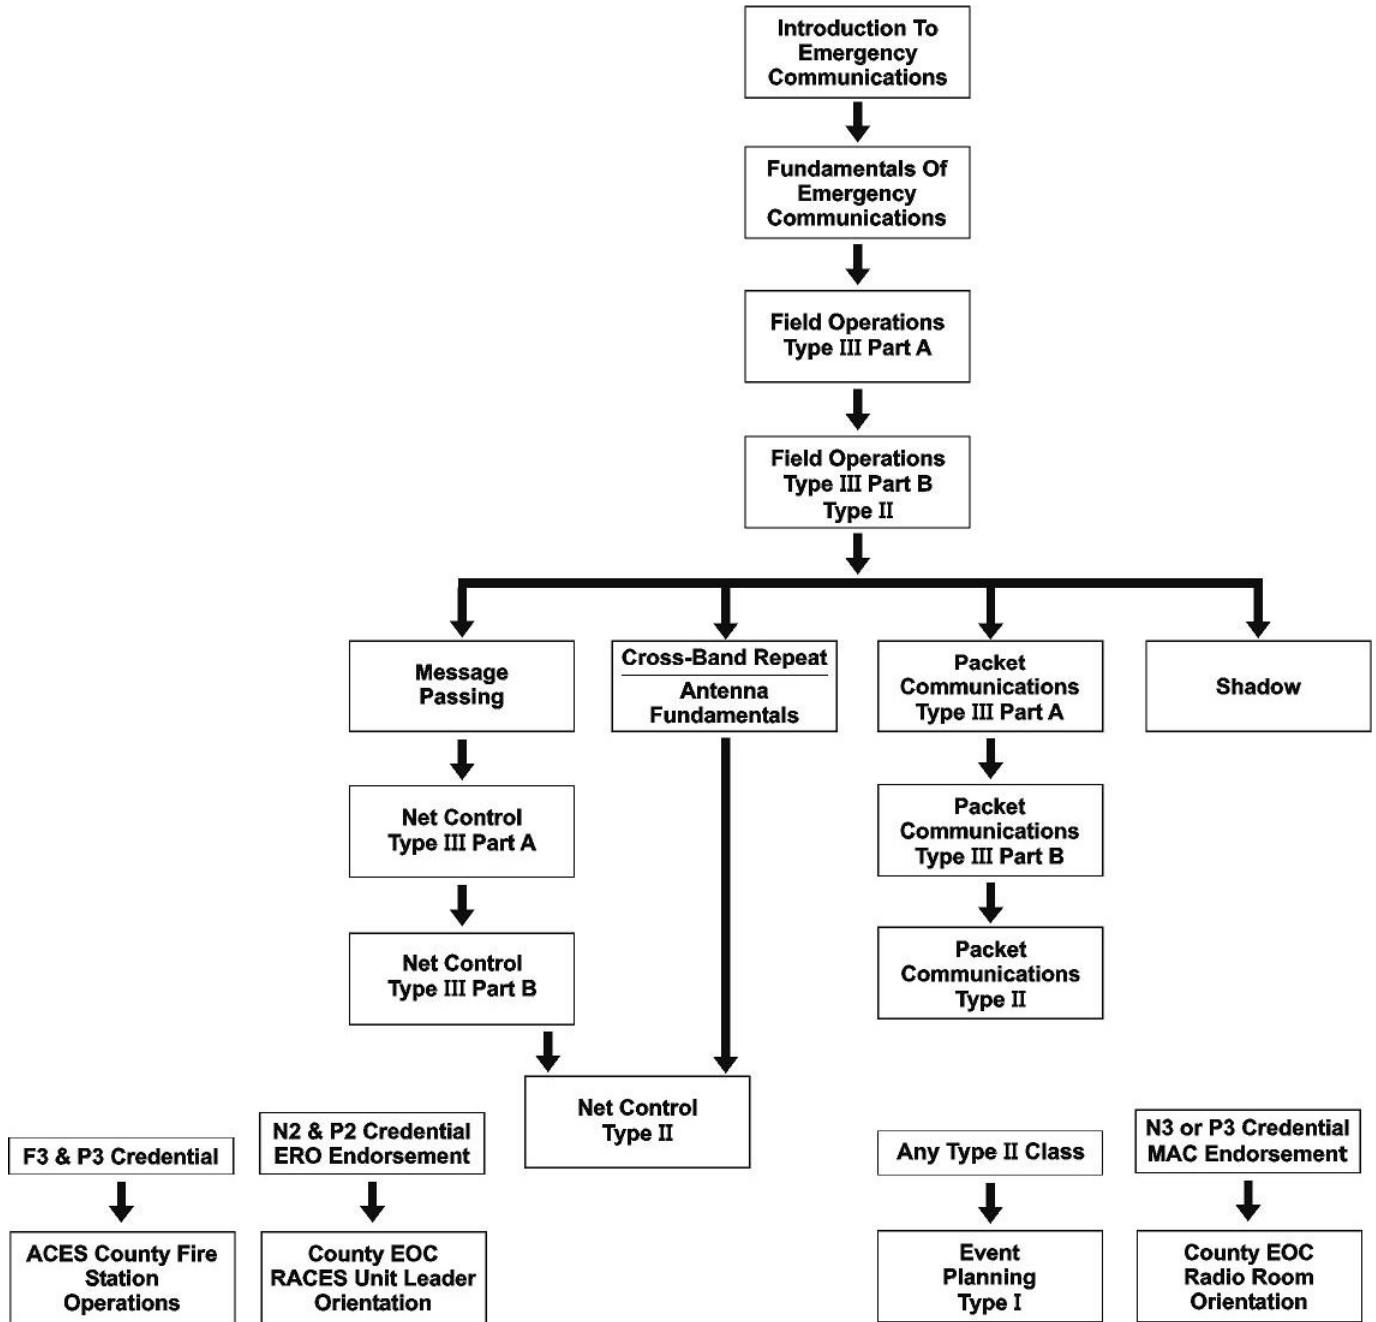 Introduction To
Emergency
Communications
Fundamentals Of
Emergency
Communications
Field Operations
Type III Part A
Field Operations
Type III Part B
Type II
Message
Passing
Cross-Band Repeat
Antenna
Fundamentals
Packet
Communications
Type III Part A
Shadow
Net Control
Type III Part A
Packet
Communications
Type III Part B
Net Control
Type III Part B
Packet
Communications
Type II
Net Control
Type II
F3 & P3 Credential
N2 & P2 Credential
ERO Endorsement
Any Type II Class
N3 or P3 Credential
MAC Endorsement
ACES County Fire
Station
Operations
County EOC
RACES Unit Leader
Orientation
Event
Planning
Type I
County EOC
Radio Room
Orientation